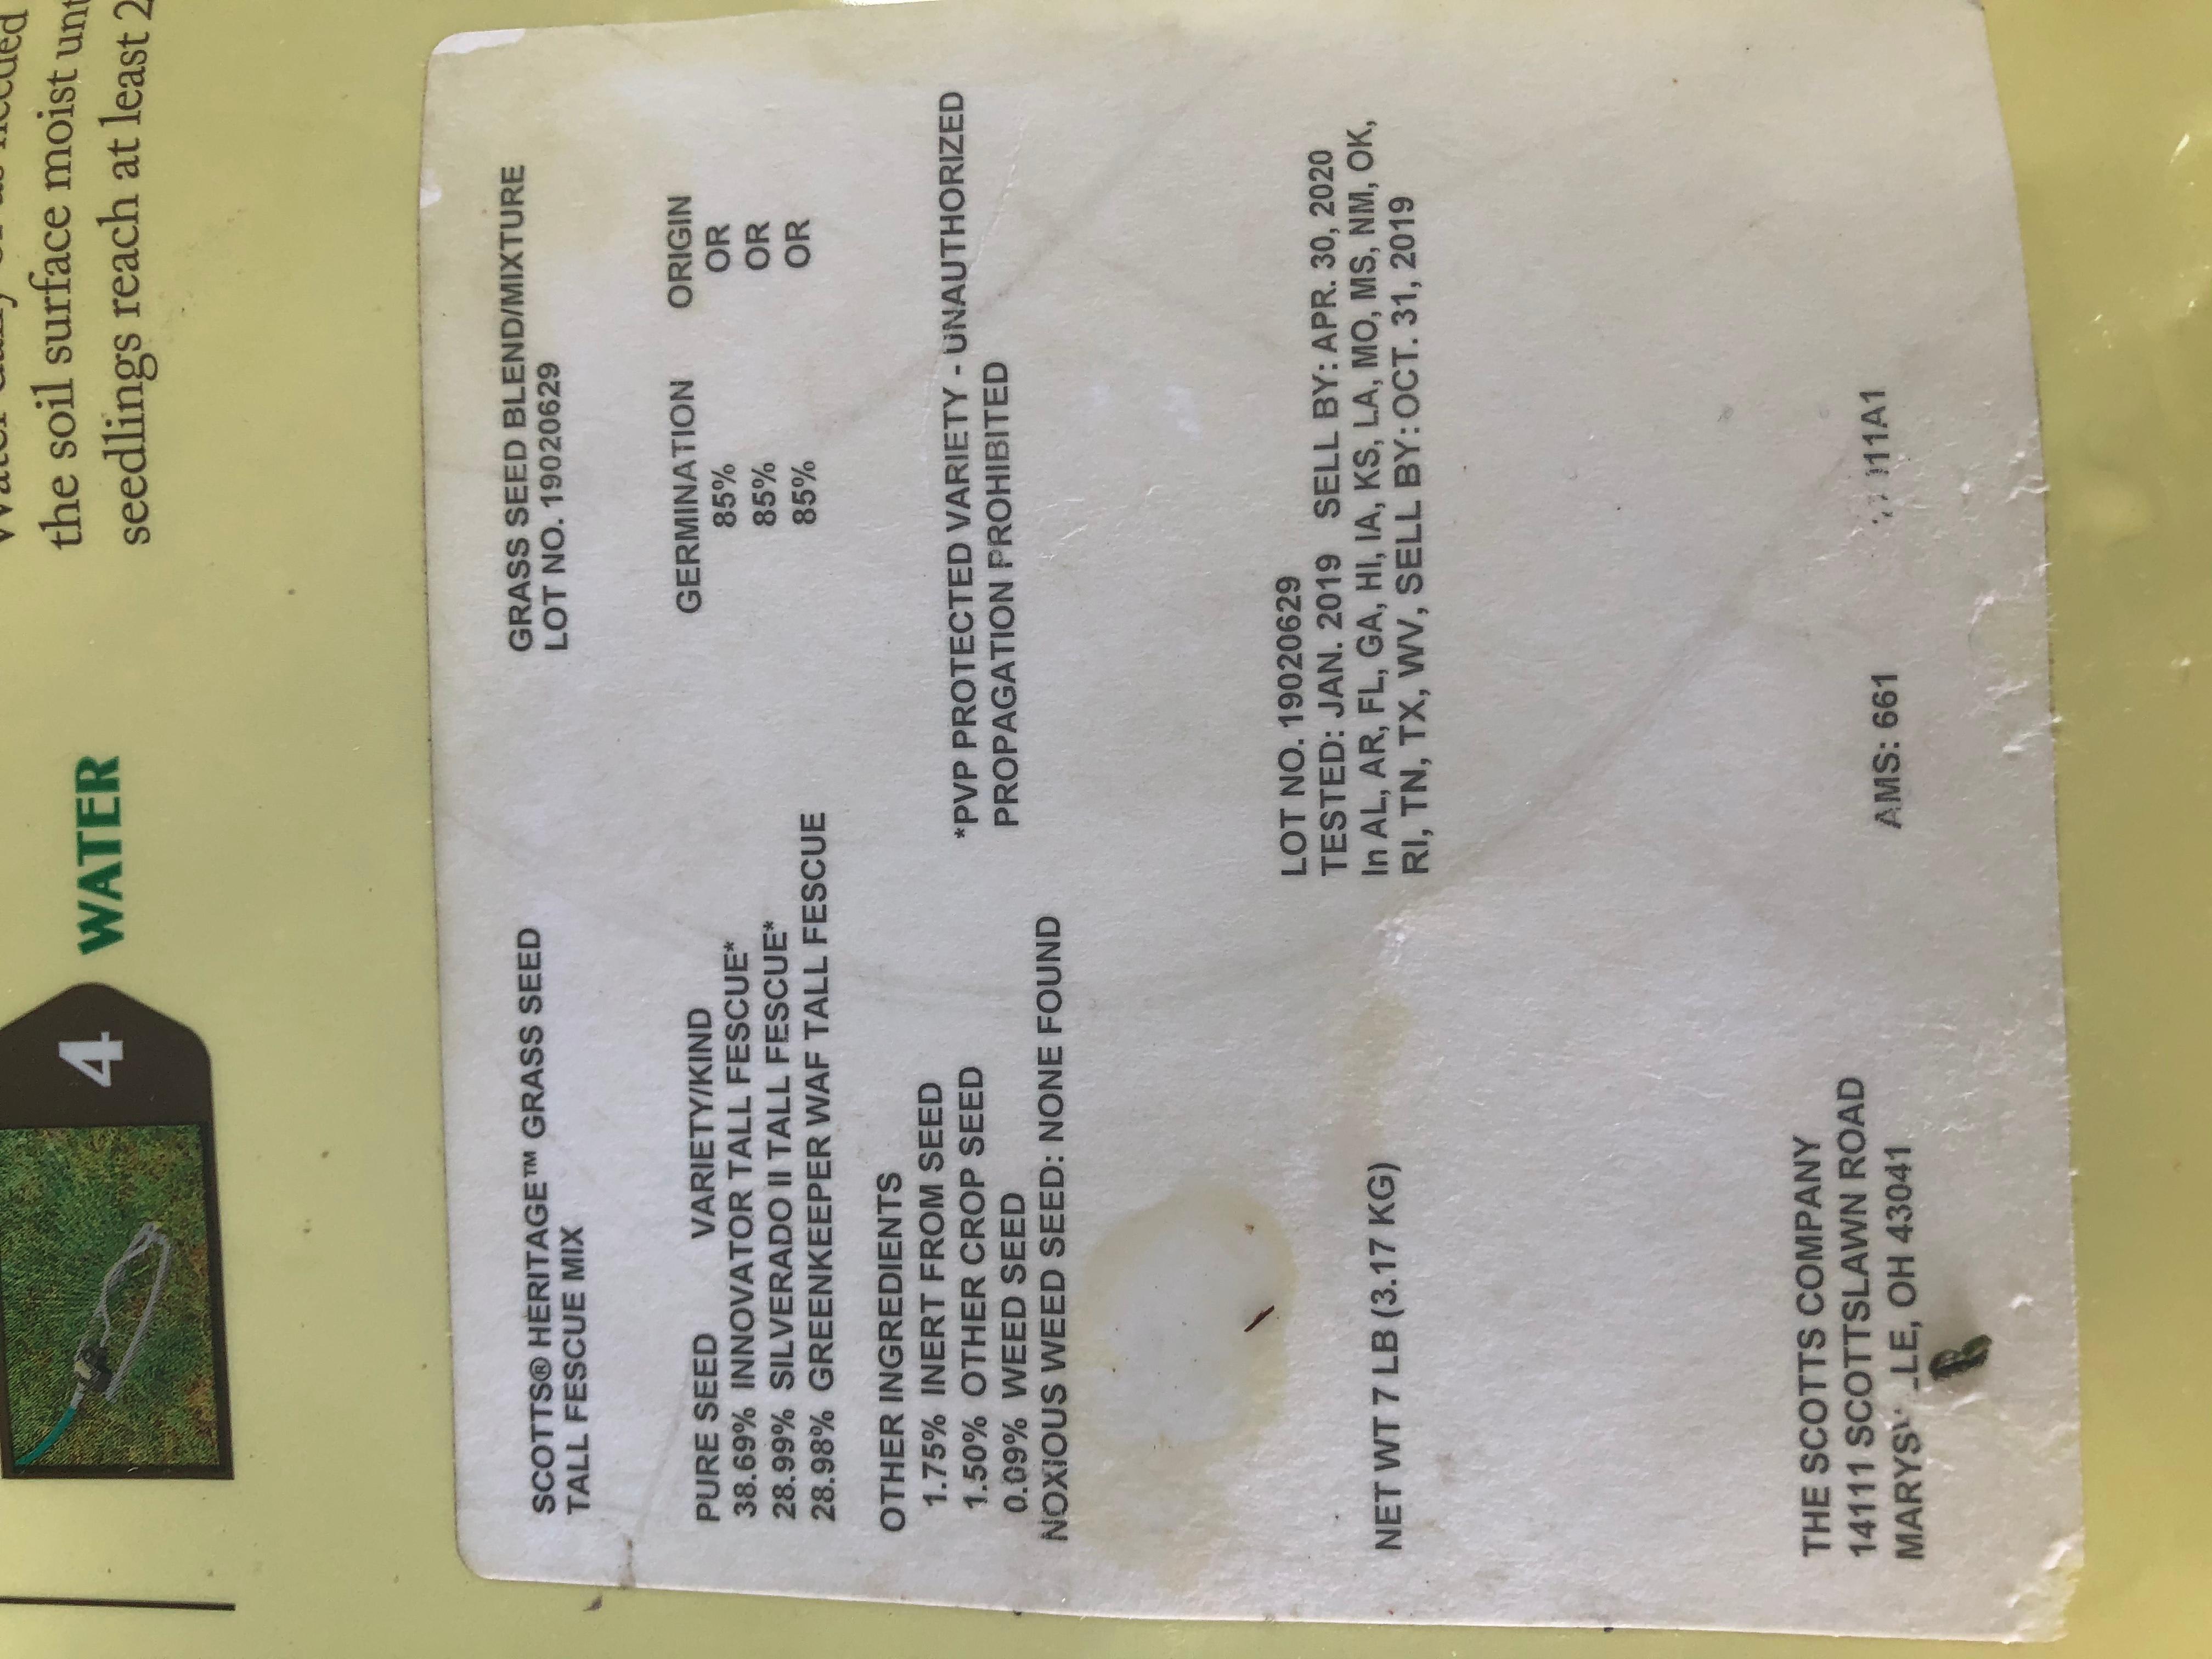 4 WATER
the soil surface moist
seedlings reach at least 2
SCOTTS® HERITAGE™ GRASS SEED
TALL FESCUE MIX
GRASS SEED BLEND/MIXTURE
LOT NO. 19020629
PURE SEED VARIETY/KIND GERMINATION ORIGIN
38.69% INNOVATOR TALL FESCUE* 85% OR
28.99% SILVERADO II TALL FESCUE* 85% OR
28.98% GREENKEEPER WAF TALL FESCUE 85% OR
OTHER INGREDIENTS
1.75% INERT FROM SEED
1.50% OTHER CROP SEED
0.09% WEED SEED
NOXIOUS WEED SEED: NONE FOUND
*PVP PROTECTED VARIETY - UNAUTHORIZED
PROPAGATION PROHIBITED
LOT NO. 19020629
TESTED: JAN. 2019 SELL BY: APR. 30, 2020
In AL, AR, FL, GA, HI, IA, KS, LA, MO, MS, NM, OK,
RI, TN, TX, WV, SELL BY: OCT. 31, 2019
NET WT 7 LB (3.17 KG)
THE SCOTTS COMPANY
14111 SCOTTSLAWN ROAD
OH 43041
AMS: 661